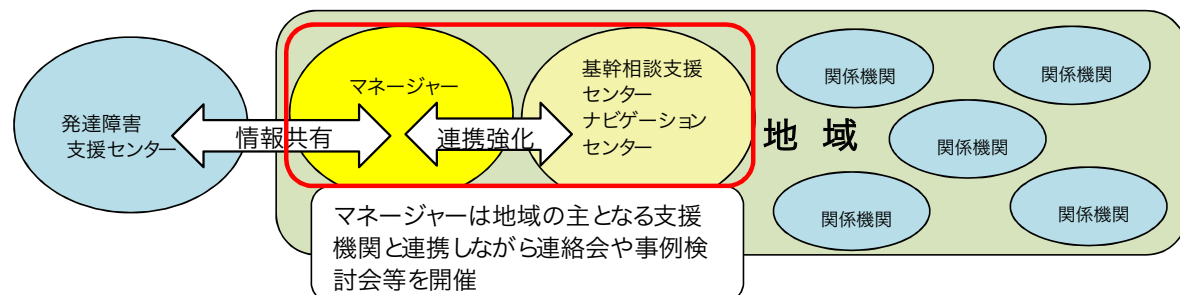 発達障害
支援センター
情報共有
マネージャー
連携強化
基幹相談支援
センター
ナビゲーション
センター
地 域
関係機関
関係機関
関係機関
関係機関
関係機関
マネージャーは地域の主となる支援
機関と連携しながら連絡会や事例検
討会等を開催